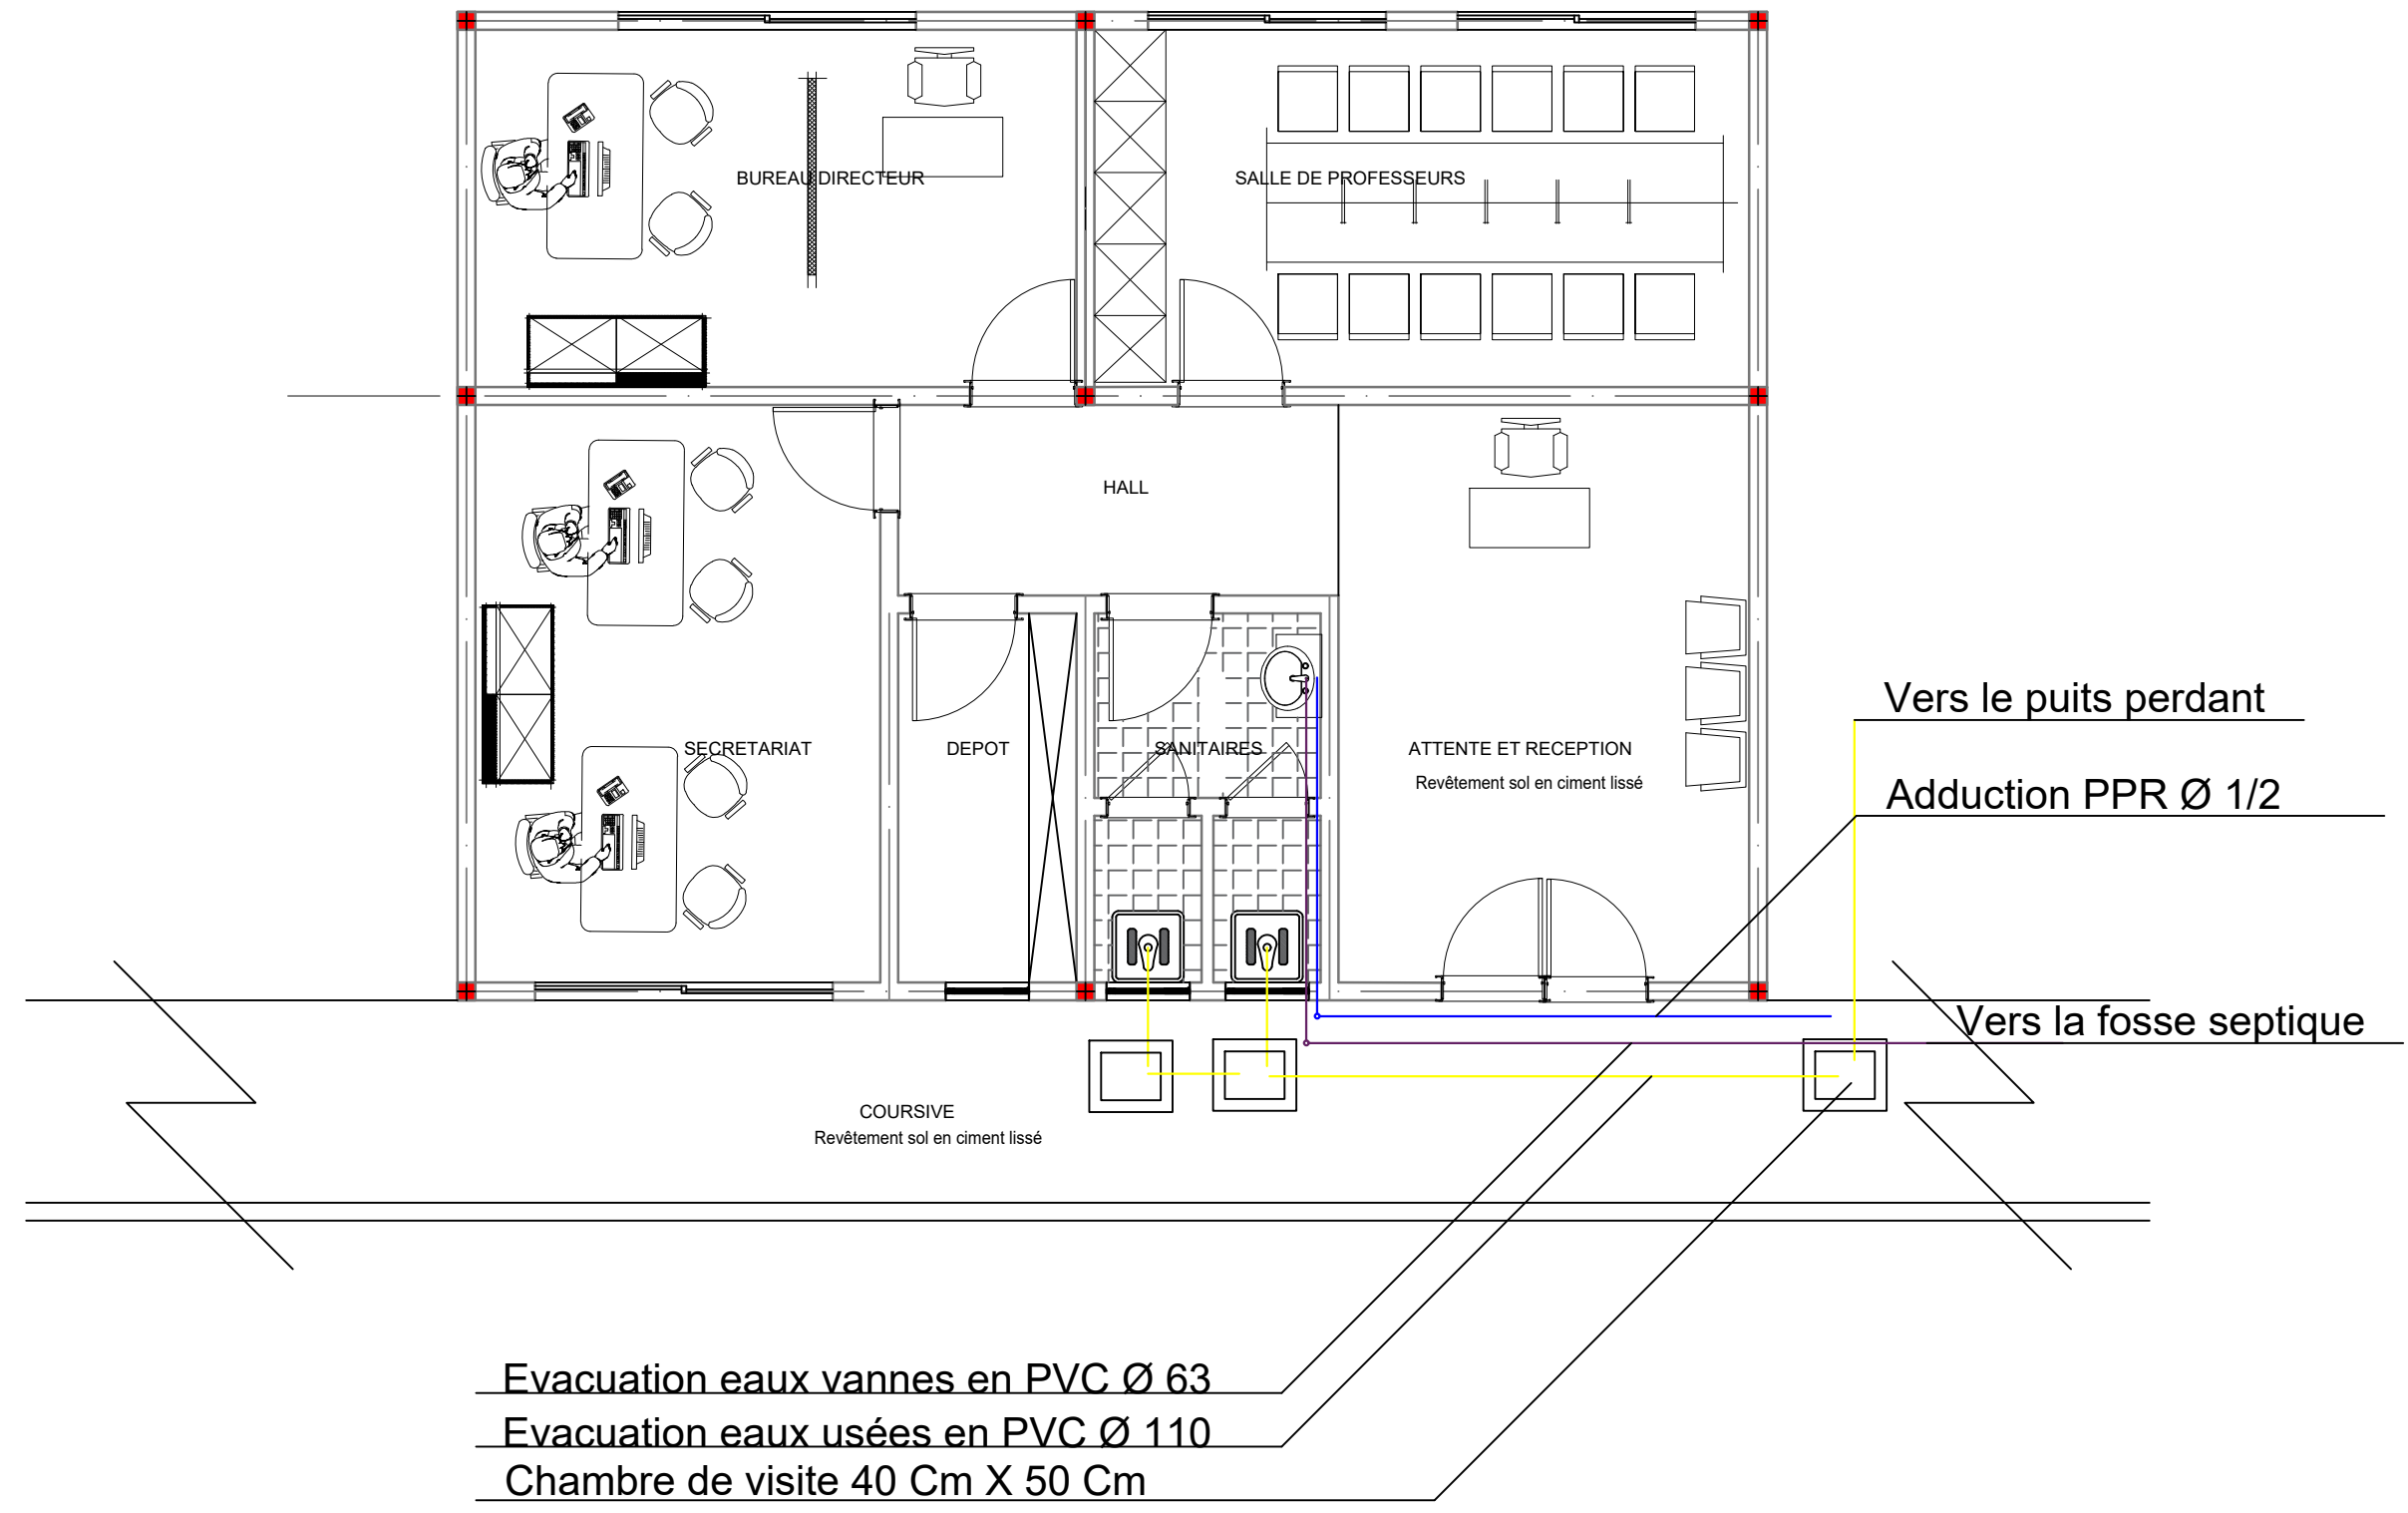 BUREAU DIRECTEUR
SALLE DE PROFESSEURS
HALL
SECRETARIAT
DEPOT
SANITAIRES
ATTENTE ET RECEPTION
Revêtement sol en ciment lissé
Vers le puits perdant
Adduction PPR Ø 1/2
Vers la fosse septique
COURSIVE
Revêtement sol en ciment lissé
Evacuation eaux vannes en PVC Ø 63
Evacuation eaux usées en PVC Ø 110
Chambre de visite 40 Cm X 50 Cm